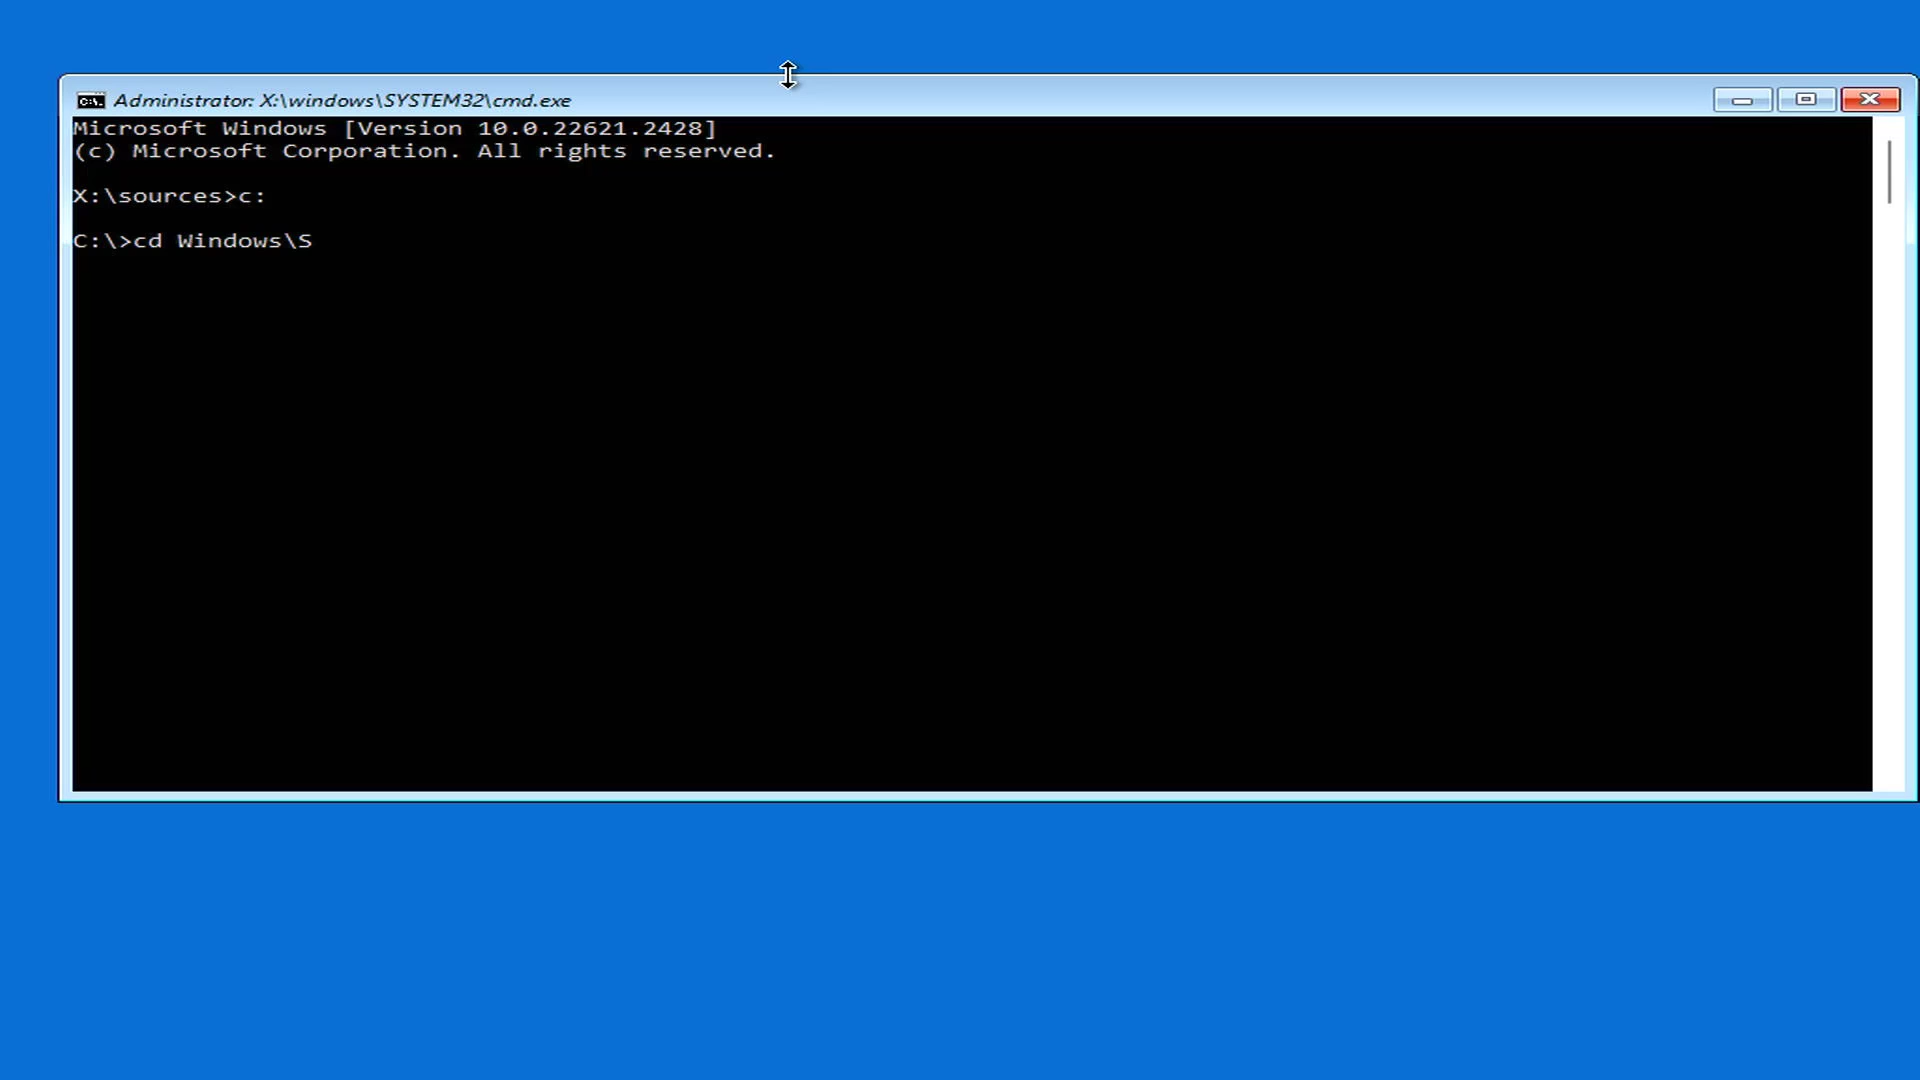 Administrator: X:\windows\SYSTEM32\cmd.exe
Microsoft Windows [Version 10.0.22621.2428]
(c) Microsoft Corporation. All rights reserved.
X:\sources>c:
C:\>cd Windows\S